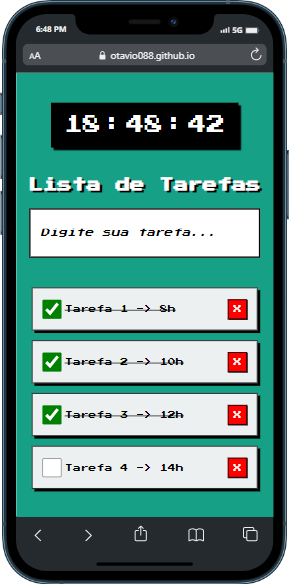 6:48 PM 5G
AA otavio088.github.io
18:48:42
Lista de Tarefas
Digite sua tarefa...
Tarefa 1 -> 8h x
Tarefa 2 -> 10h x
Tarefa 3 -> 12h x
Tarefa 4 -> 14h x